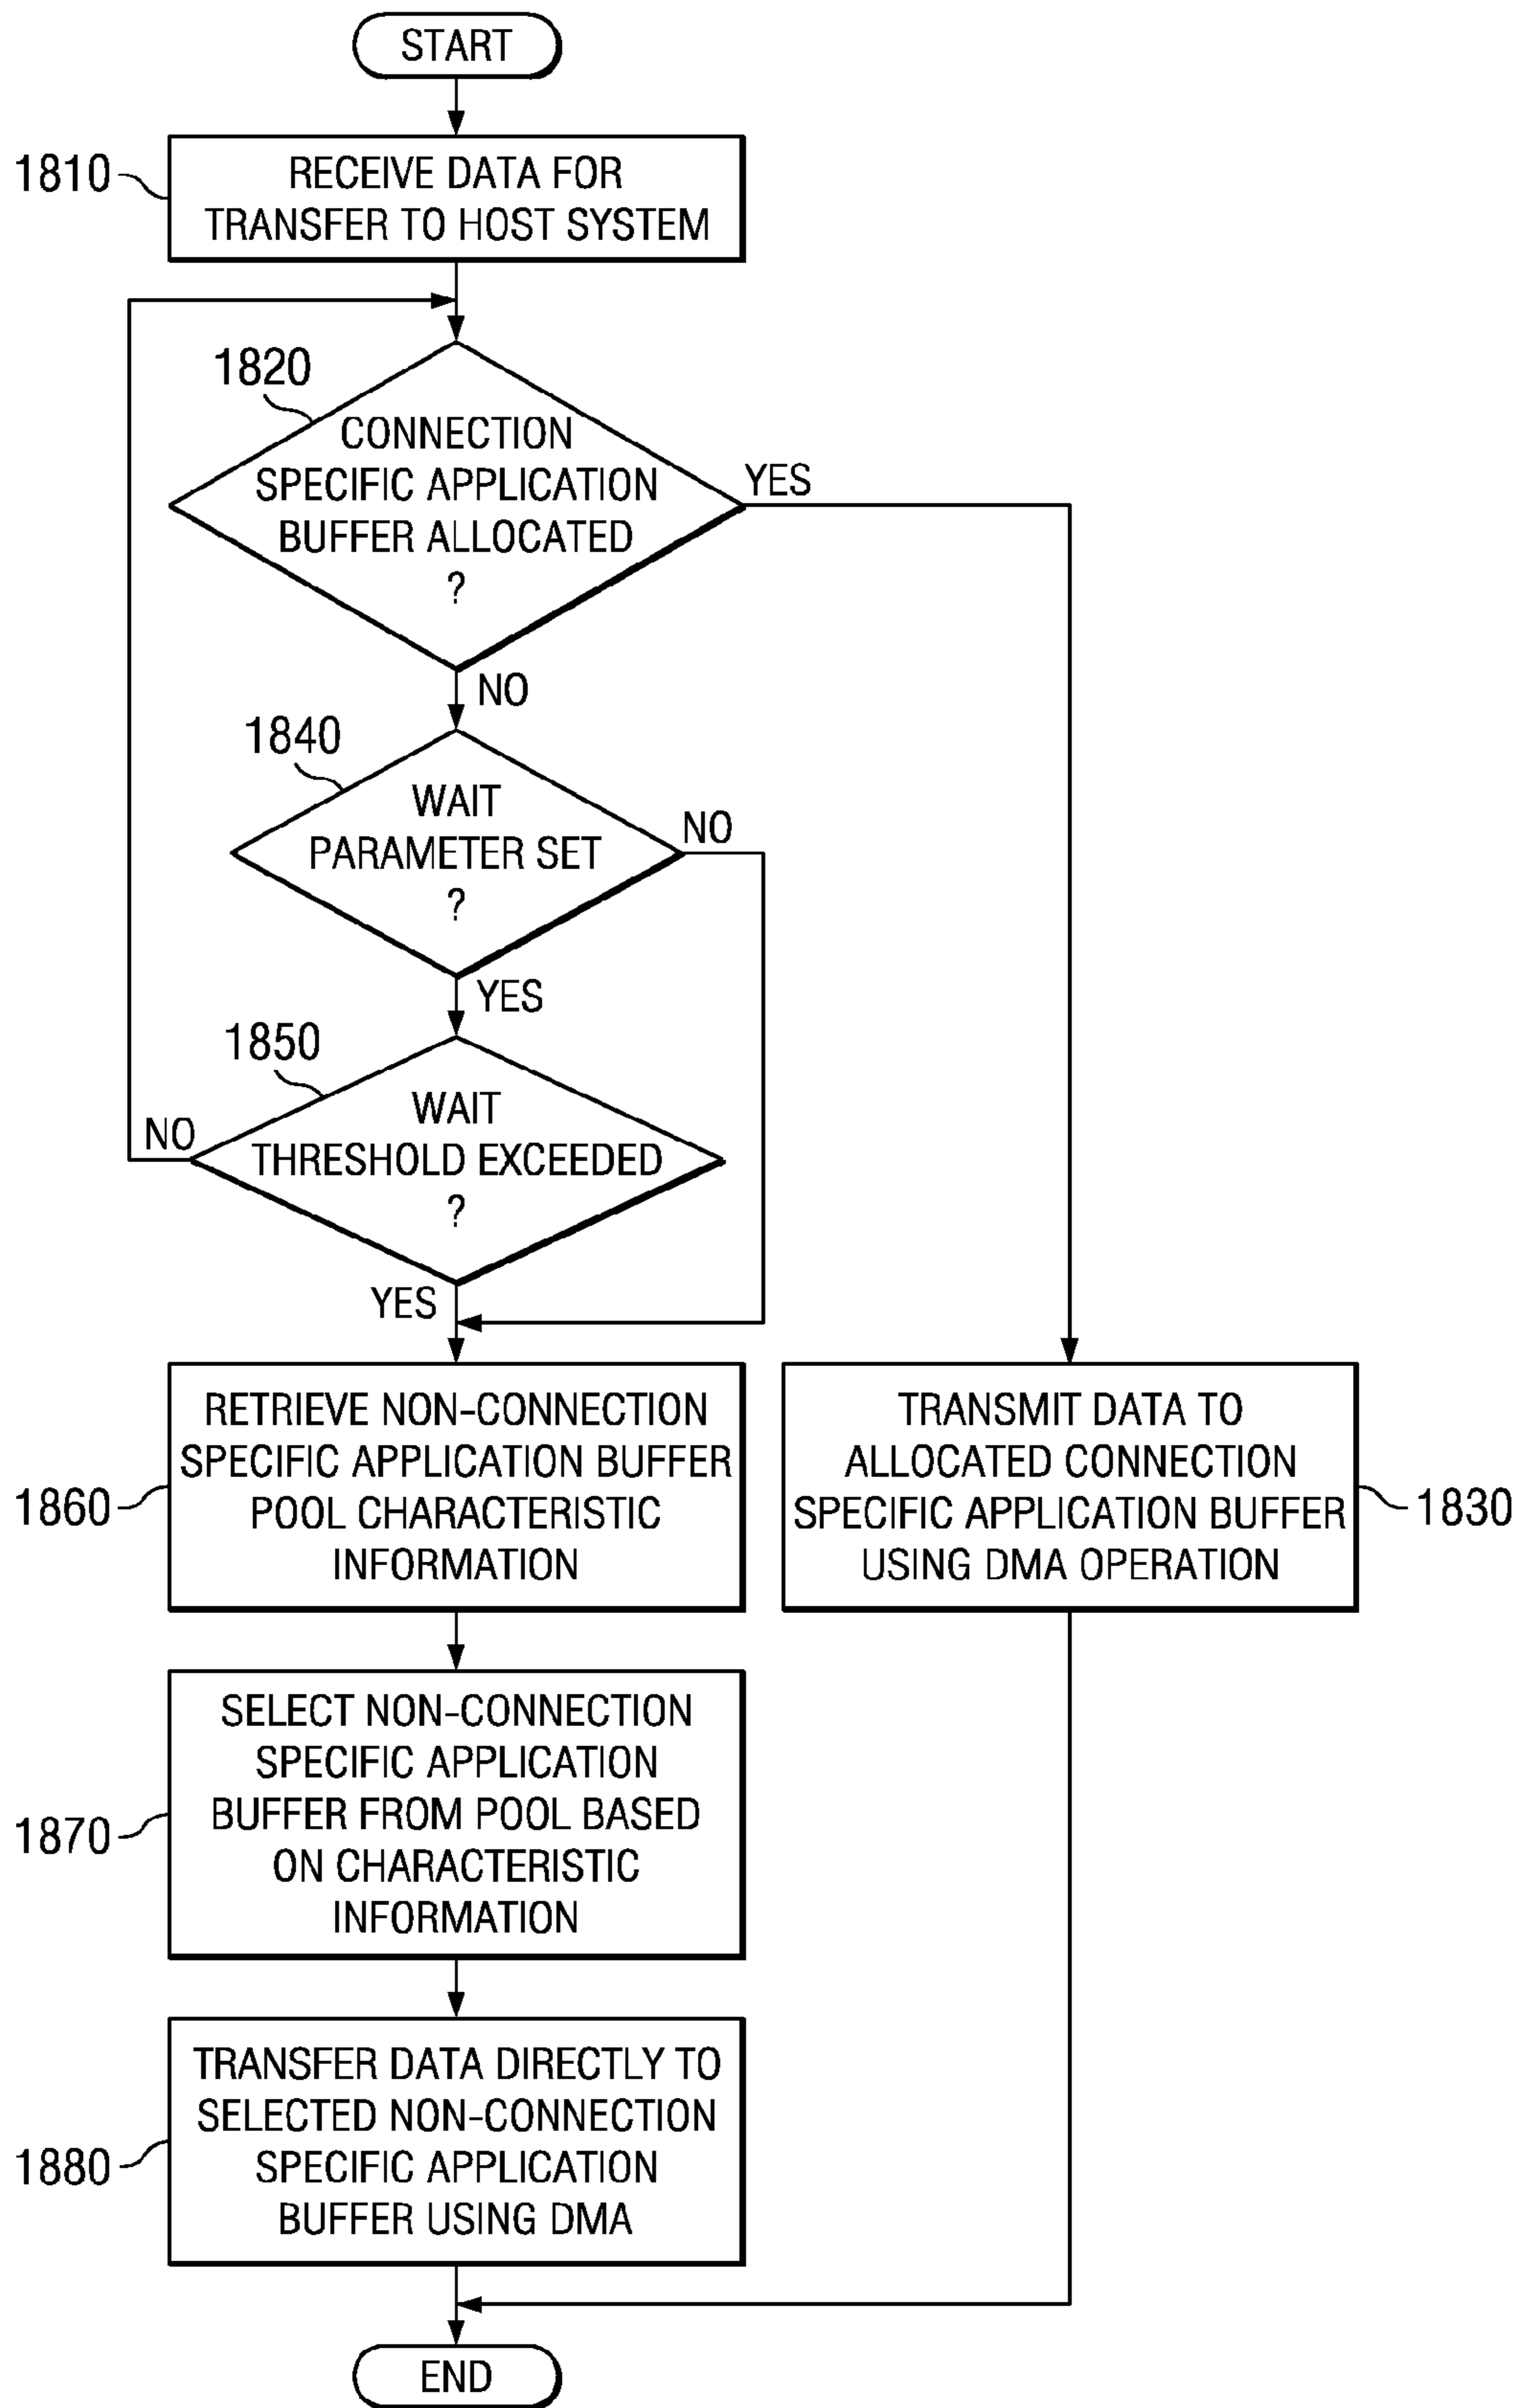 START
1810
RECEIVE DATA FOR
TRANSFER TO HOST SYSTEM
1820
CONNECTION
SPECIFIC APPLICATION
BUFFER ALLOCATED
?
YES
NO
1840
WAIT
PARAMETER SET
?
NO
YES
1850
WAIT
THRESHOLD EXCEEDED
?
NO
YES
1860
RETRIEVE NON-CONNECTION
SPECIFIC APPLICATION BUFFER
POOL CHARACTERISTIC
INFORMATION
TRANSMIT DATA TO
ALLOCATED CONNECTION
SPECIFIC APPLICATION BUFFER
USING DMA OPERATION
1830
1870
SELECT NON-CONNECTION
SPECIFIC APPLICATION
BUFFER FROM POOL BASED
ON CHARACTERISTIC
INFORMATION
1880
TRANSFER DATA DIRECTLY TO
SELECTED NON-CONNECTION
SPECIFIC APPLICATION
BUFFER USING DMA
END